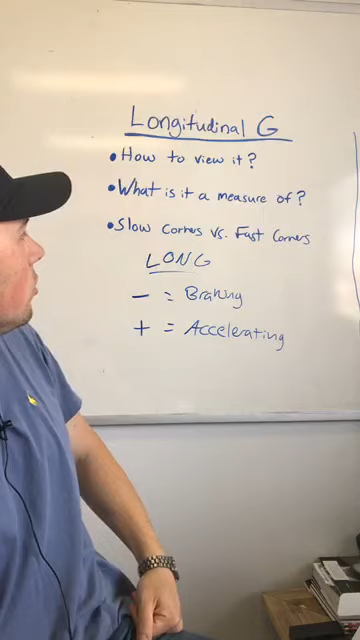 Longitudinal G
• How to view it?
• What is it a measure of?
• Slow Corners vs. Fast Corners
LONG
- = Braking
+ = Accelerating